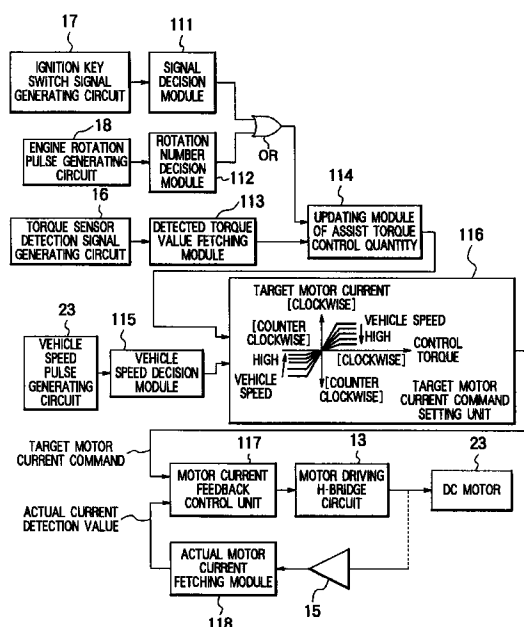 17
IGNITION KEY
SWITCH SIGNAL
GENERATING CIRCUIT
111
SIGNAL
DECISION
MODULE
18
ENGINE ROTATION
PULSE GENERATING
CIRCUIT
ROTATION
NUMBER
DECISION
MODULE
112
OR
16
TORQUE SENSOR
DETECTION SIGNAL
GENERATING CIRCUIT
113
DETECTED TORQUE
VALUE FETCHING
MODULE
114
UPDATING MODULE
OF ASSIST TORQUE
CONTROL QUANTITY
116
TARGET MOTOR CURRENT
[CLOCKWISE]
[COUNTER
CLOCKWISE]
VEHICLE SPEED
HIGH
HIGH
VEHICLE
SPEED
[CLOCKWISE]
CONTROL
TORQUE
[COUNTER
CLOCKWISE]
TARGET MOTOR
CURRENT COMMAND
SETTING UNIT
23
VEHICLE
SPEED
PULSE
GENERATING
CIRCUIT
115
VEHICLE
SPEED DECISION
MODULE
TARGET MOTOR
CURRENT COMMAND
117
MOTOR CURRENT
FEEDBACK
CONTROL UNIT
13
MOTOR DRIVING
H-BRIDGE
CIRCUIT
23
DC MOTOR
ACTUAL CURRENT
DETECTION VALUE
ACTUAL MOTOR
CURRENT
FETCHING MODULE
118
15